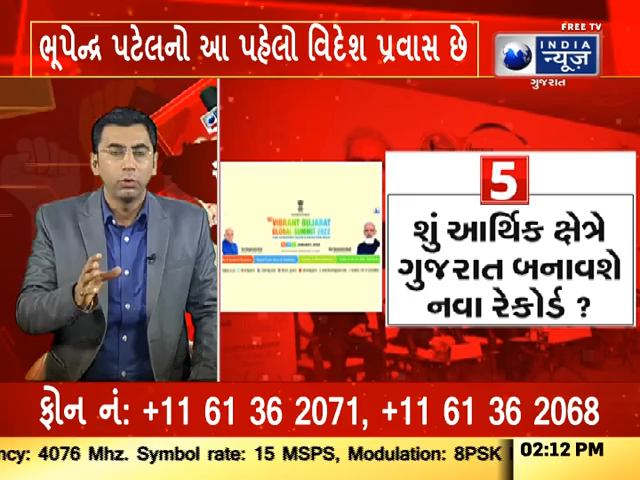 ભૂપેન્દ્ર પટેલનો આ પહેલો વિદેશ પ્રવાસ છે
FREE TV
INDIA
न्यूज़
ગુજરાત
5
શું આર્થિક ક્ષેત્રે
ગુજરાત બનાવશે
નવા રેકોર્ડ ?
VIBRANT GUJARAT
GLOBAL SUMMIT 2022
ફોન નં: +11 61 36 2071, +11 61 36 2068
ncy: 4076 Mhz. Symbol rate: 15 MSPS, Modulation: 8PSK
02:12 PM